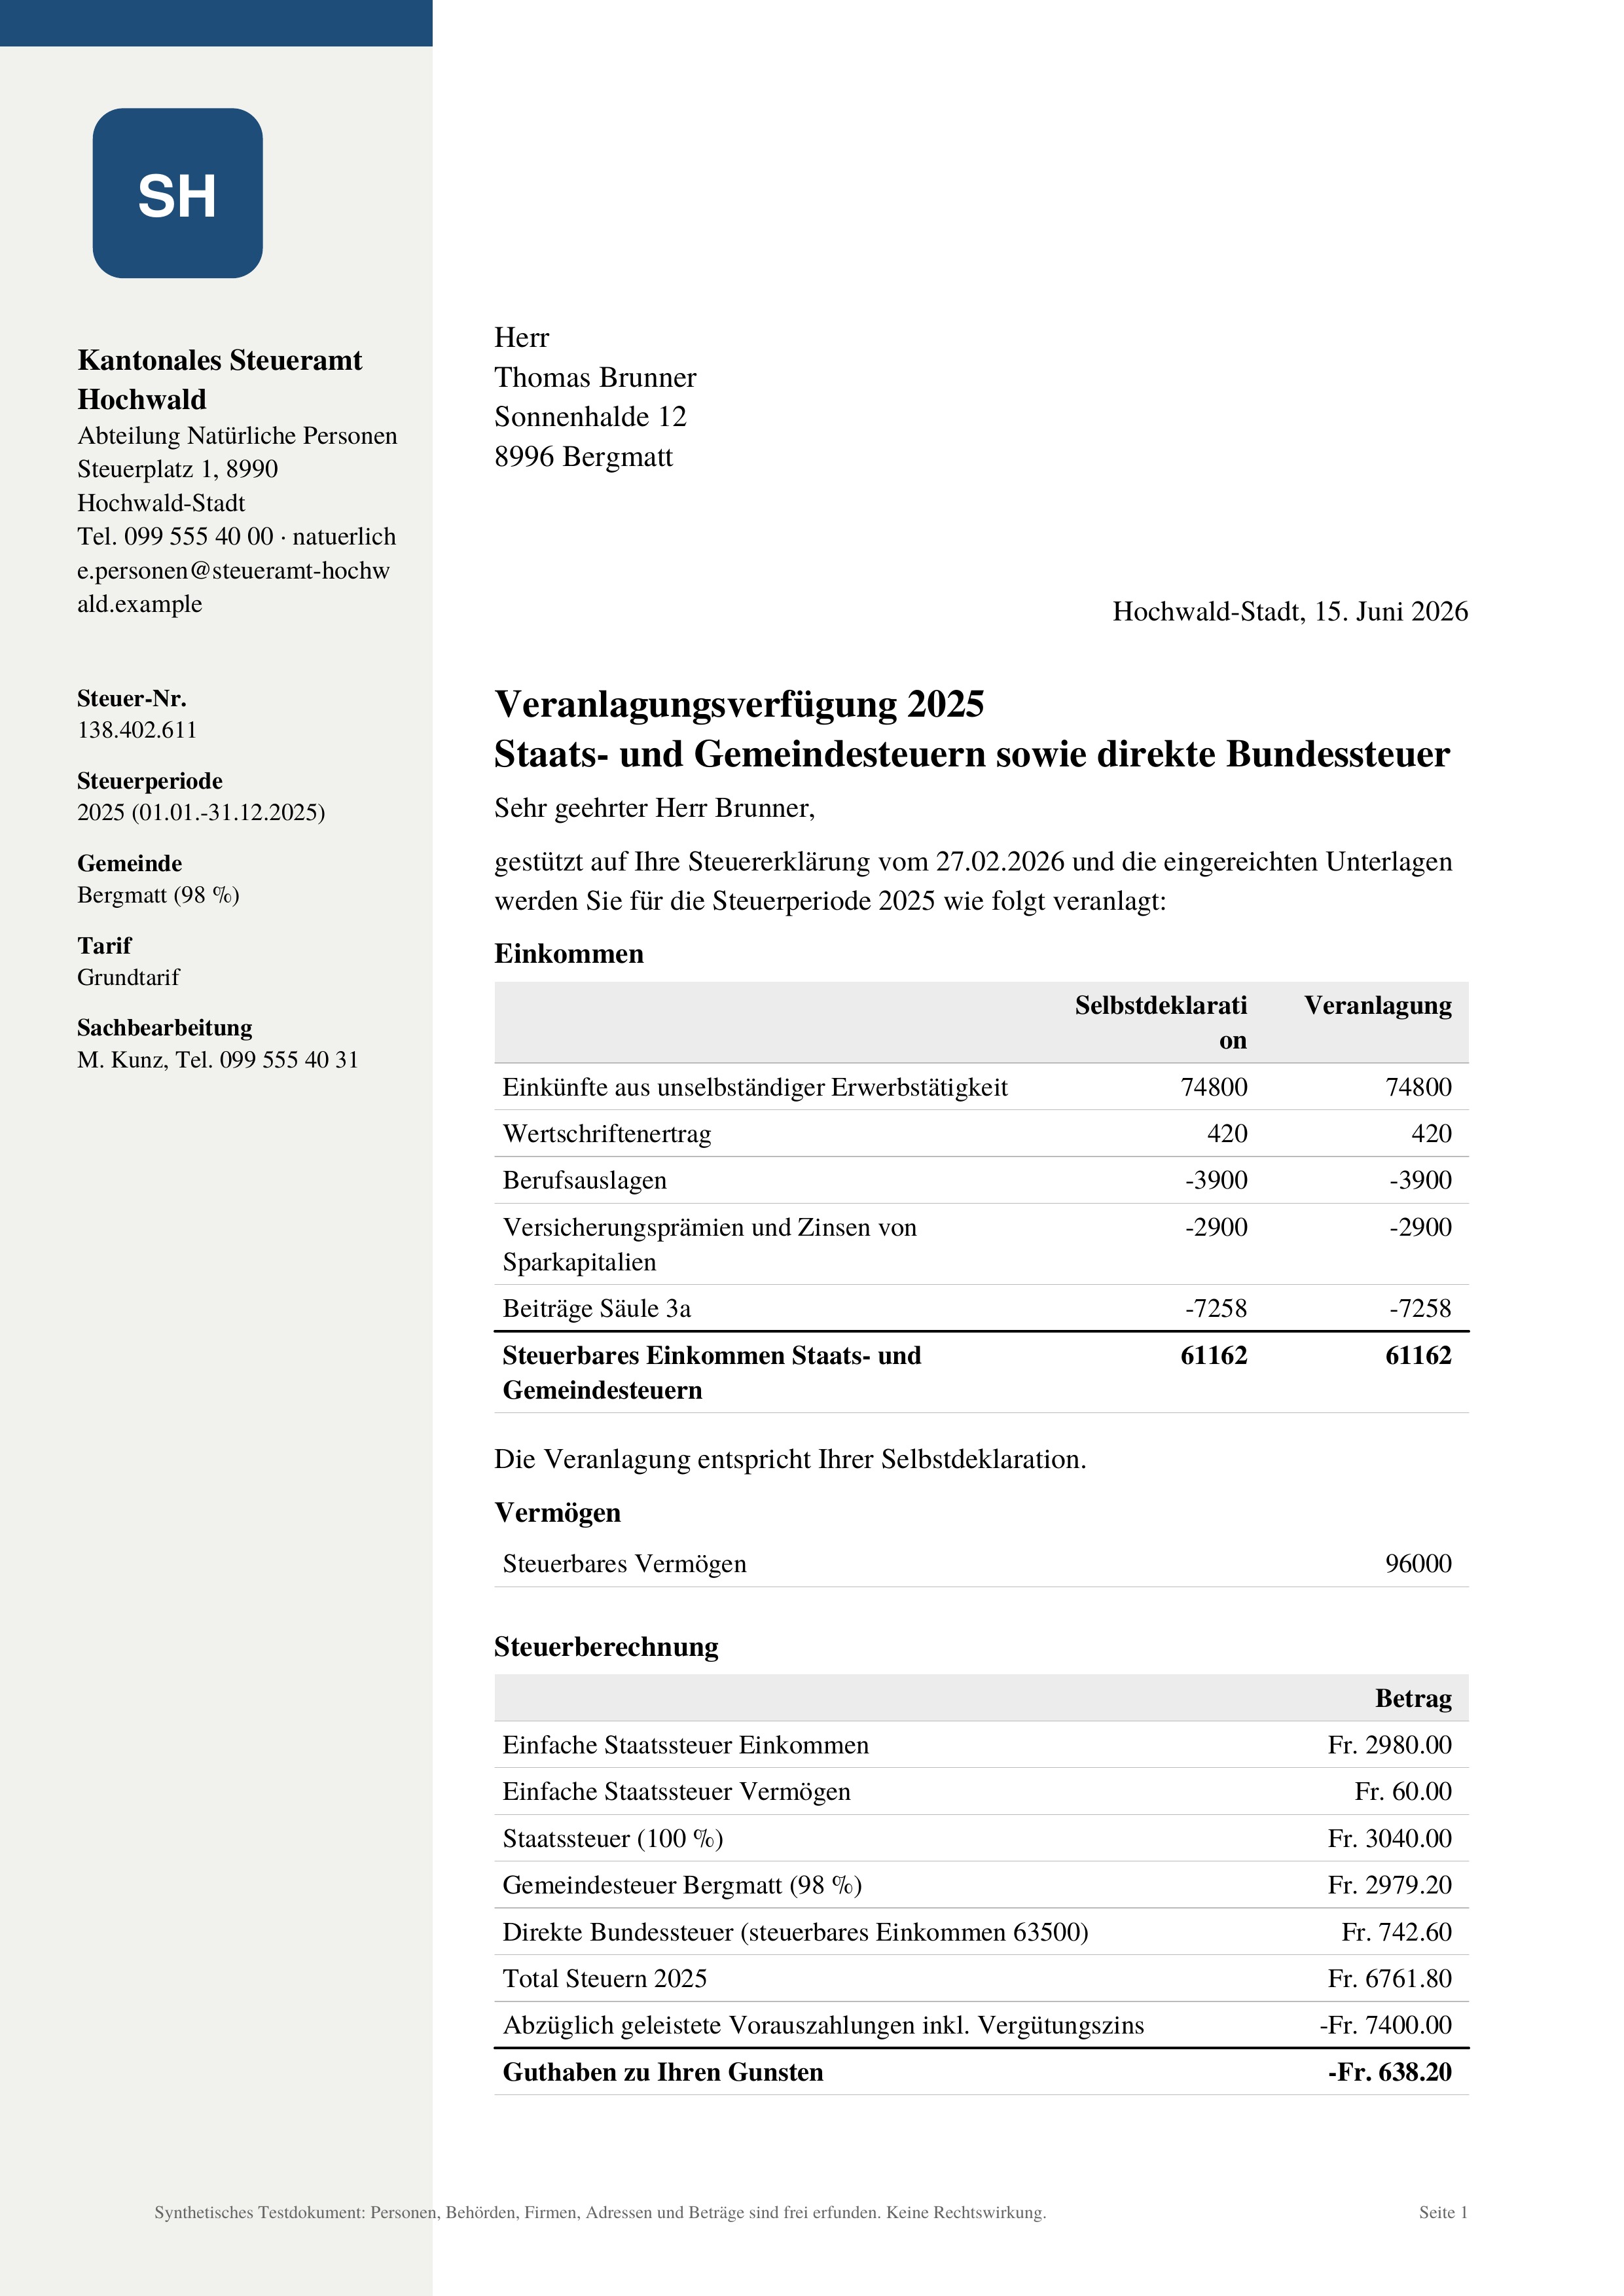 SH
Kantonales Steueramt
Hochwald
Abteilung Natürliche Personen
Steuerplatz 1, 8990
Hochwald-Stadt
Tel. 099 555 40 00 · natuerlich
e.personen@steueramt-hochw
ald.example
Steuer-Nr.
138.402.611
Steuerperiode
2025 (01.01.-31.12.2025)
Gemeinde
Bergmatt (98 %)
Tarif
Grundtarif
Sachbearbeitung
M. Kunz, Tel. 099 555 40 31
Herr
Thomas Brunner
Sonnenhalde 12
8996 Bergmatt
Hochwald-Stadt, 15. Juni 2026
Veranlagungsverfügung 2025
Staats- und Gemeindesteuern sowie direkte Bundessteuer
Sehr geehrter Herr Brunner,
gestützt auf Ihre Steuererklärung vom 27.02.2026 und die eingereichten Unterlagen
werden Sie für die Steuerperiode 2025 wie folgt veranlagt:
Einkommen
Selbstdeklarati Veranlagung
on
Einkünfte aus unselbständiger Erwerbstätigkeit 74800 74800
Wertschriftenertrag 420 420
Berufsauslagen -3900 -3900
Versicherungsprämien und Zinsen von -2900 -2900
Sparkapitalien
Beiträge Säule 3a -7258 -7258
Steuerbares Einkommen Staats- und 61162 61162
Gemeindesteuern
Die Veranlagung entspricht Ihrer Selbstdeklaration.
Vermögen
Steuerbares Vermögen 96000
Steuerberechnung
Betrag
Einfache Staatssteuer Einkommen Fr. 2980.00
Einfache Staatssteuer Vermögen Fr. 60.00
Staatssteuer (100 %) Fr. 3040.00
Gemeindesteuer Bergmatt (98 %) Fr. 2979.20
Direkte Bundessteuer (steuerbares Einkommen 63500) Fr. 742.60
Total Steuern 2025 Fr. 6761.80
Abzüglich geleistete Vorauszahlungen inkl. Vergütungszins -Fr. 7400.00
Guthaben zu Ihren Gunsten -Fr. 638.20
Synthetisches Testdokument: Personen, Behörden, Firmen, Adressen und Beträge sind frei erfunden. Keine Rechtswirkung. Seite 1